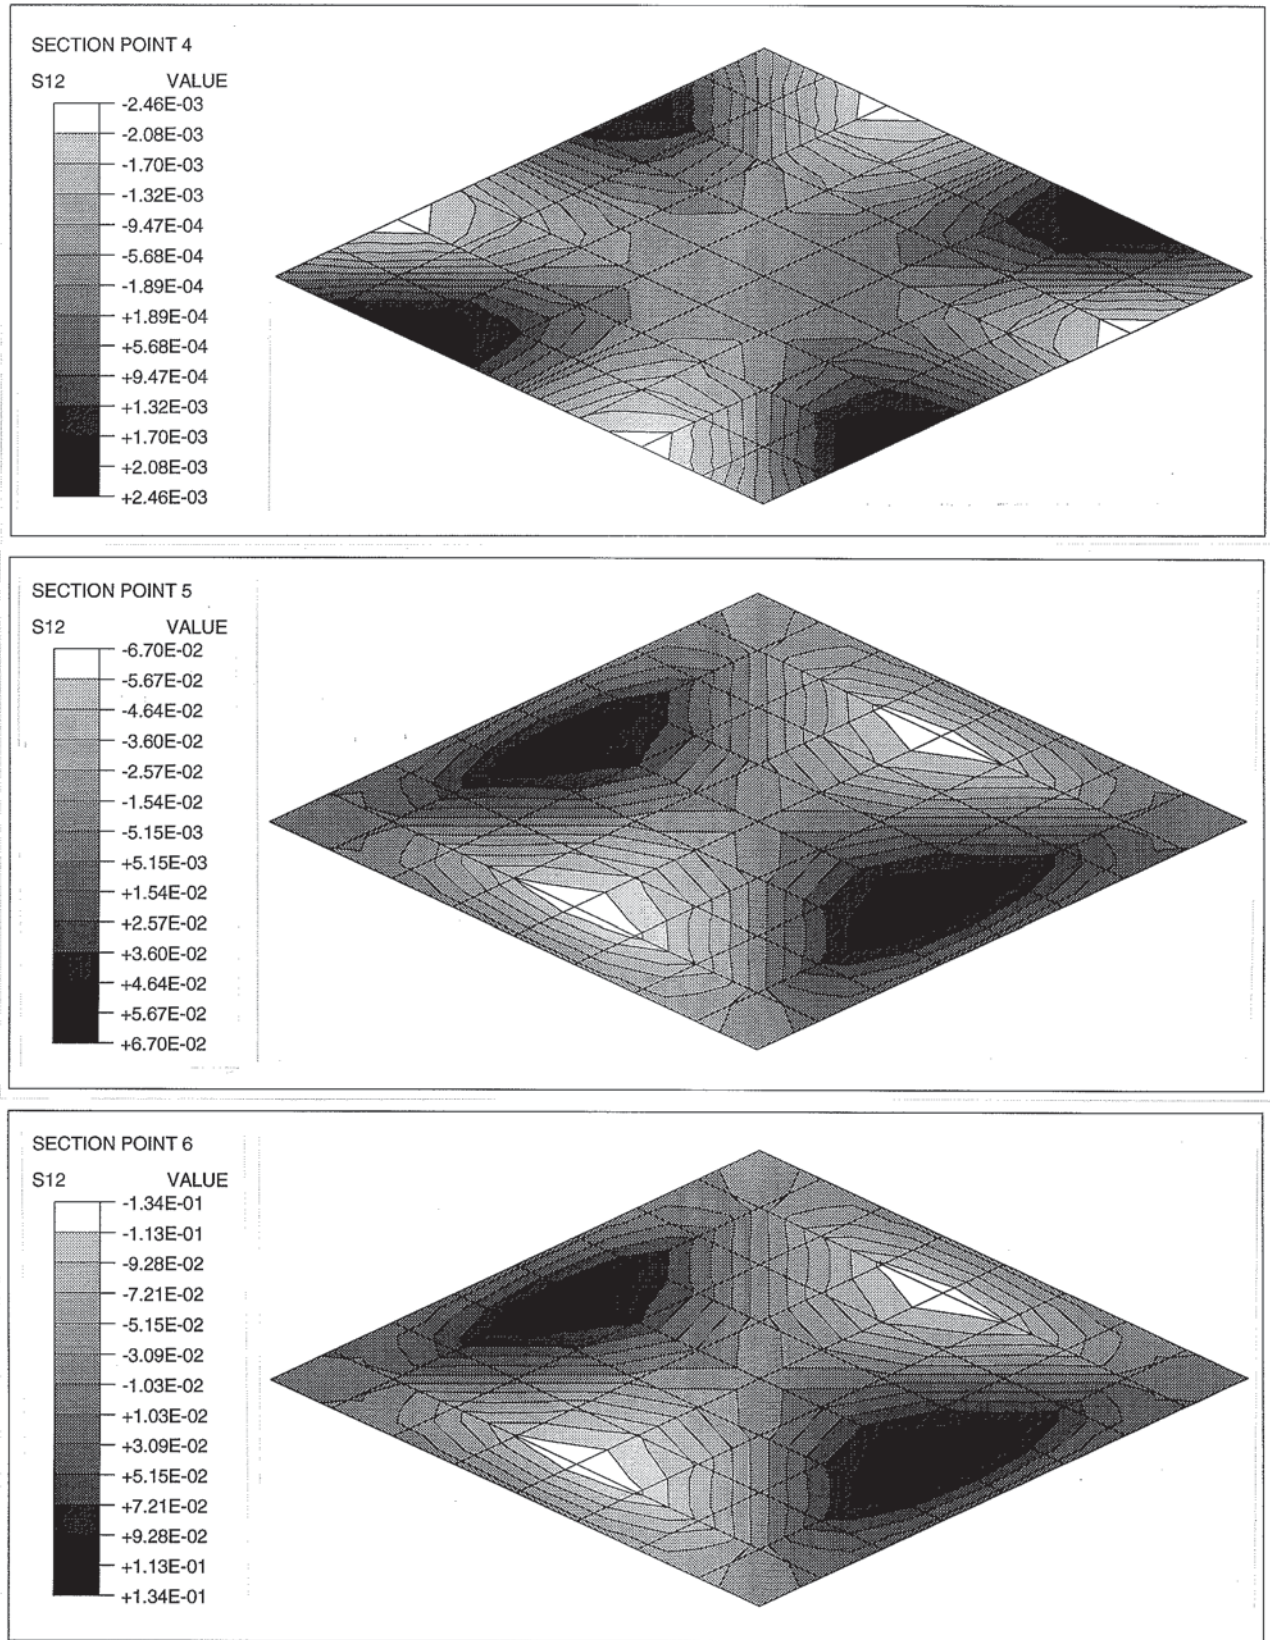 SECTION POINT 4
S12 VALUE
-2.46E-03
-2.08E-03
-1.70E-03
-1.32E-03
-9.47E-04
-5.68E-04
-1.89E-04
+1.89E-04
+5.68E-04
+9.47E-04
+1.32E-03
+1.70E-03
+2.08E-03
+2.46E-03
SECTION POINT 5
S12 VALUE
-6.70E-02
-5.67E-02
-4.64E-02
-3.60E-02
-2.57E-02
-1.54E-02
-5.15E-03
+5.15E-03
+1.54E-02
+2.57E-02
+3.60E-02
+4.64E-02
+5.67E-02
+6.70E-02
SECTION POINT 6
S12 VALUE
-1.34E-01
-1.13E-01
-9.28E-02
-7.21E-02
-5.15E-02
-3.09E-02
-1.03E-02
+1.03E-02
+3.09E-02
+5.15E-02
+7.21E-02
+9.28E-02
+1.13E-01
+1.34E-01